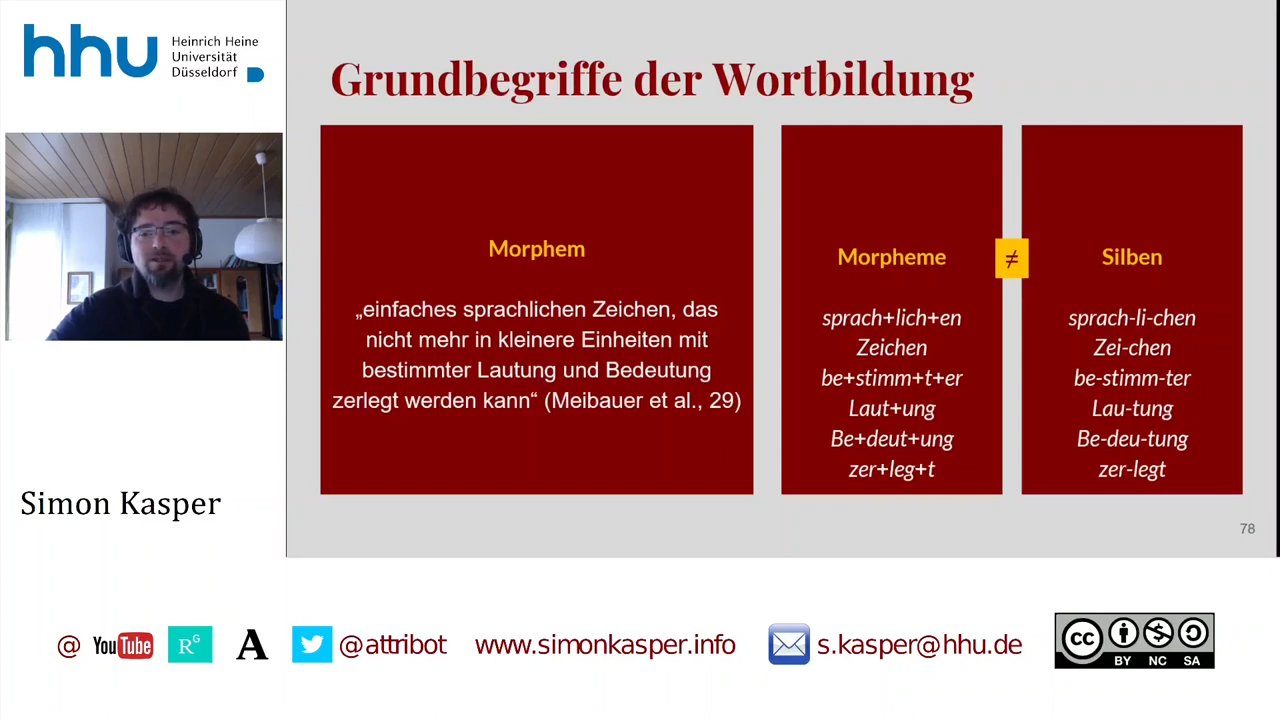 hhu Heinrich Heine
Universität
Düsseldorf
Grundbegriffe der Wortbildung
Morphem
„einfaches sprachlichen Zeichen, das
nicht mehr in kleinere Einheiten mit
bestimmter Lautung und Bedeutung
zerlegt werden kann“ (Meibauer et al., 29)
Morpheme
sprach+lich+en
Zeichen
be+stimm+t+er
Laut+ung
Be+deut+ung
zer+leg+t
≠
Silben
sprach-li-chen
Zei-chen
be-stimm-ter
Lau-tung
Be-deu-tung
zer-legt
78
Simon Kasper
@ YouTube RG A @attribot www.simonkasper.info s.kasper@hhu.de
cc BY NC SA